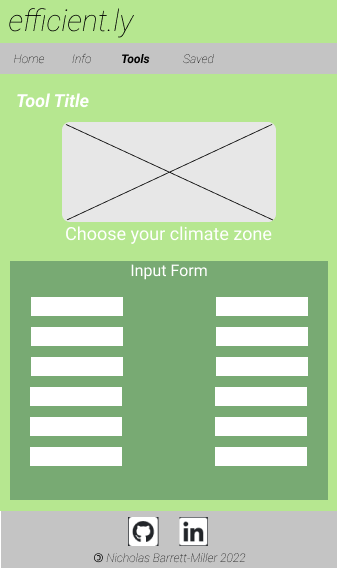 efficient.ly
Home Info Tools Saved
Tool Title
Choose your climate zone
Input Form
in
© Nicholas Barrett-Miller 2022